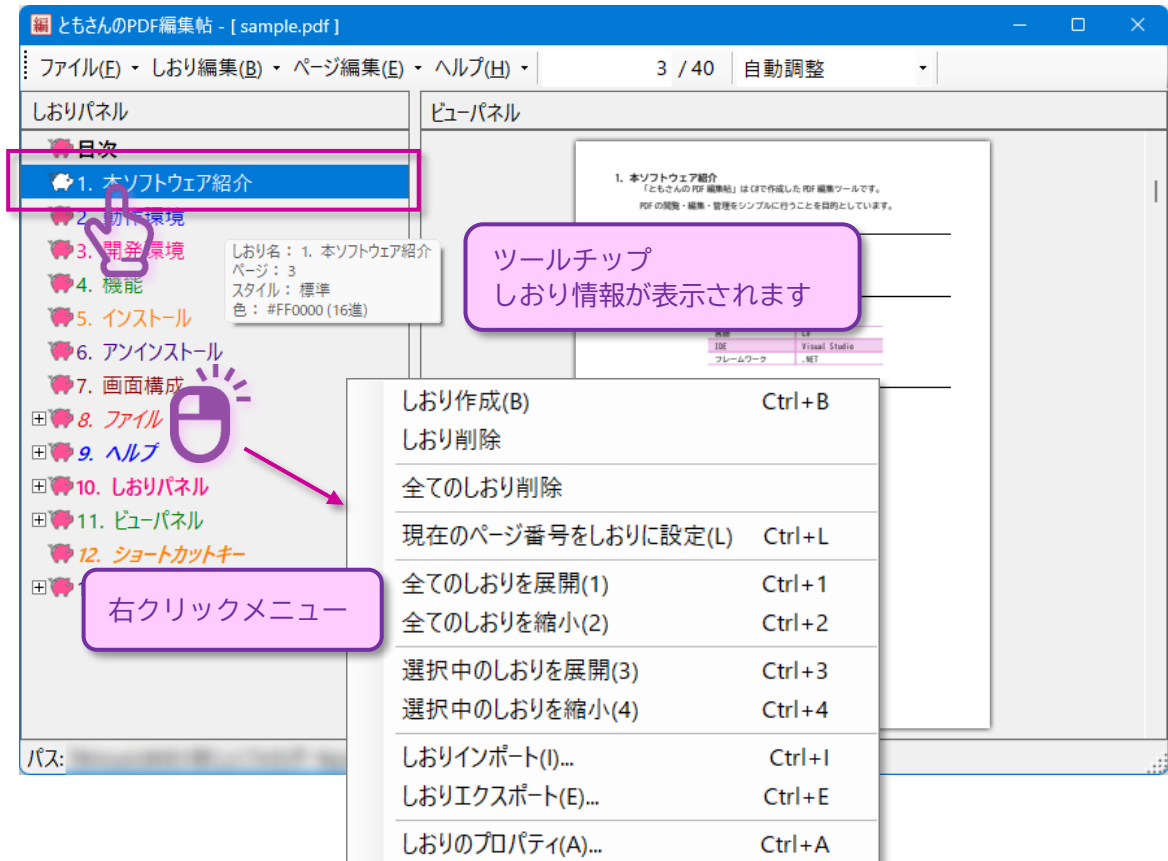 編 ともさんのPDF編集帖 - [ sample.pdf ]
ファイル(F) しおり編集(B) ページ編集(E) ヘルプ(H) 3 / 40 自動調整
しおりパネル
ビューパネル
目次
1. 本ソフトウェア紹介
2. 動作環境
3. 開発環境
4. 機能
5. インストール
6. アンインストール
7. 画面構成
8. ファイル
9. ヘルプ
10. しおりパネル
11. ビューパネル
12. ショートカットキー
しおり名： 1. 本ソフトウェア紹介
ページ： 3
スタイル： 標準
色： #FF0000 (16進)
1. 本ソフトウェア紹介
「ともさんの PDF 編集帖」は C#で作成した PDF 編集ツールです。
PDF の閲覧・編集・管理をシンプルに行うことを目的としています。
ツールチップ
しおり情報が表示されます
言語 C#
IDE Visual Studio
フレームワーク .NET
右クリックメニュー
しおり作成(B) Ctrl+B
しおり削除
全てのしおり削除
現在のページ番号をしおりに設定(L) Ctrl+L
全てのしおりを展開(1) Ctrl+1
全てのしおりを縮小(2) Ctrl+2
選択中のしおりを展開(3) Ctrl+3
選択中のしおりを縮小(4) Ctrl+4
しおりインポート(I)... Ctrl+I
しおりエクスポート(E)... Ctrl+E
しおりのプロパティ(A)... Ctrl+A
パス: